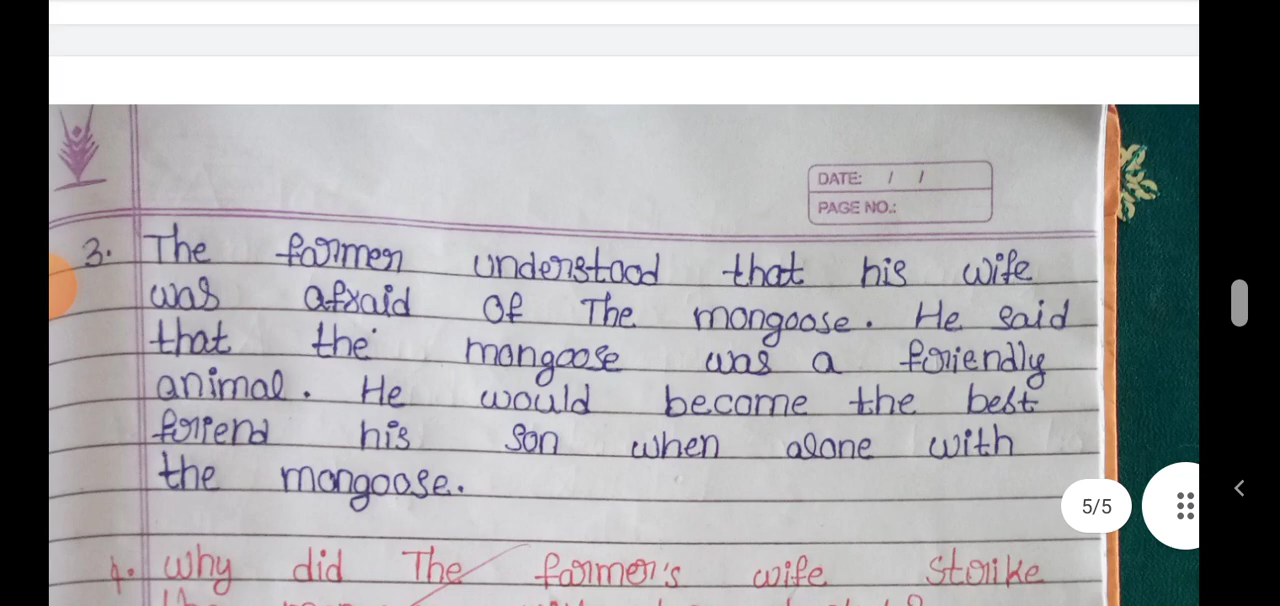 DATE: / /
PAGE NO.:
3. The farmer understood that his wife
was afraid of The mongoose. He said
that the mongoose was a friendly
animal. He would become the best
friend his son when alone with
the mongoose.
4. why did The farmer's wife strike
5/5